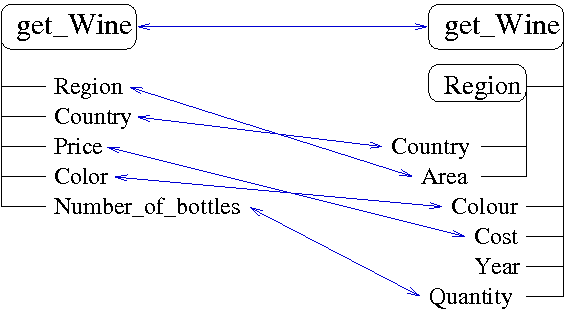 get_Wine
Region
Country
Price
Color
Number_of_bottles
get_Wine
Region
Country
Area
Colour
Cost
Year
Quantity